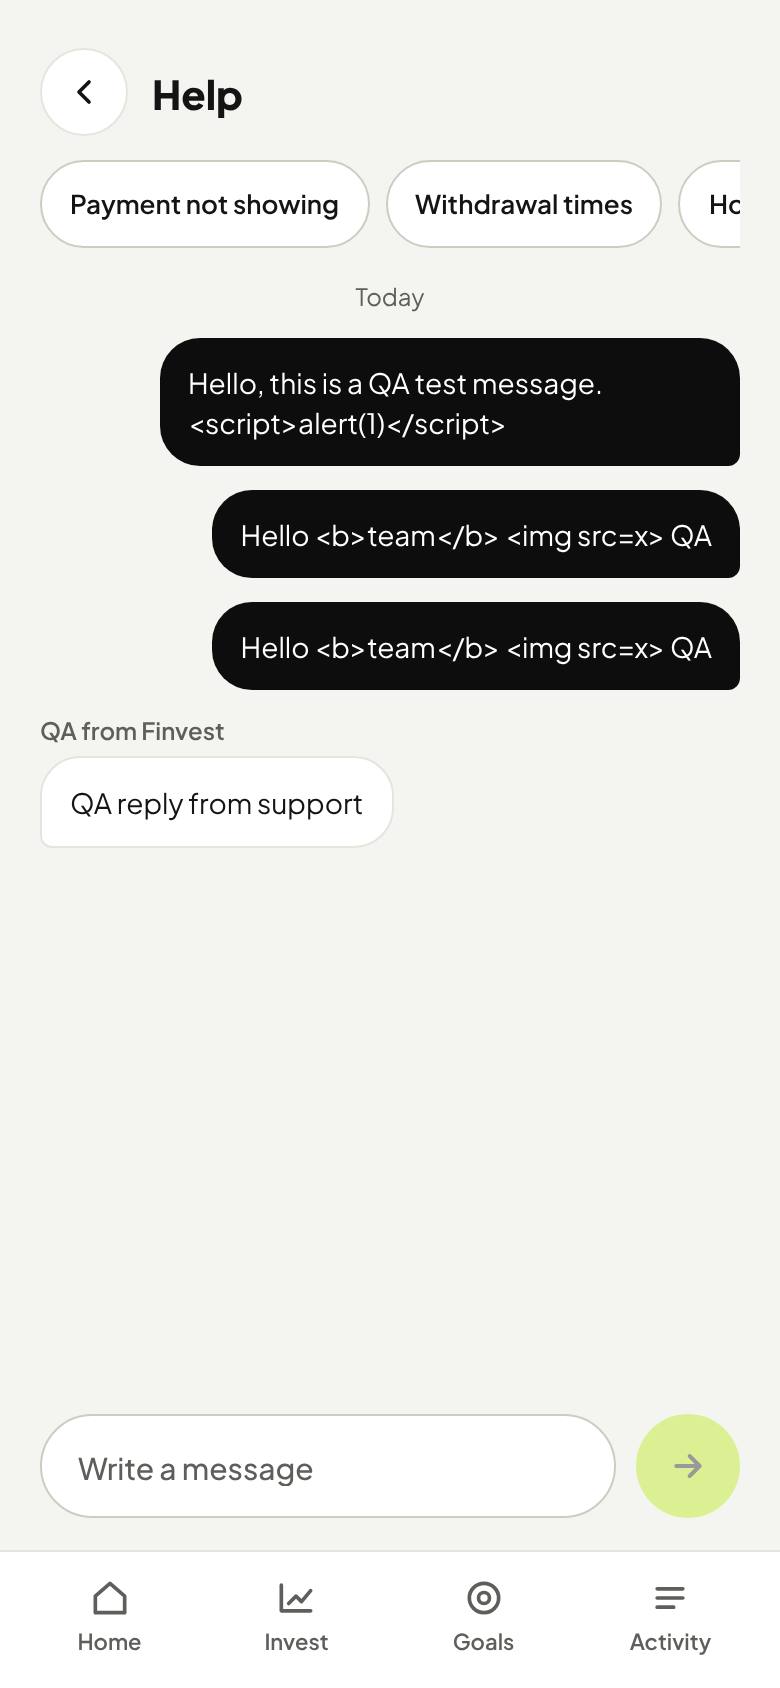 Help
Payment not showing
Withdrawal times
Today
Hello, this is a QA test message.
<script>alert(1)</script>
Hello <b>team</b> <img src=x> QA
Hello <b>team</b> <img src=x> QA
QA from Finvest
QA reply from support
Write a message
Home
Invest
Goals
Activity